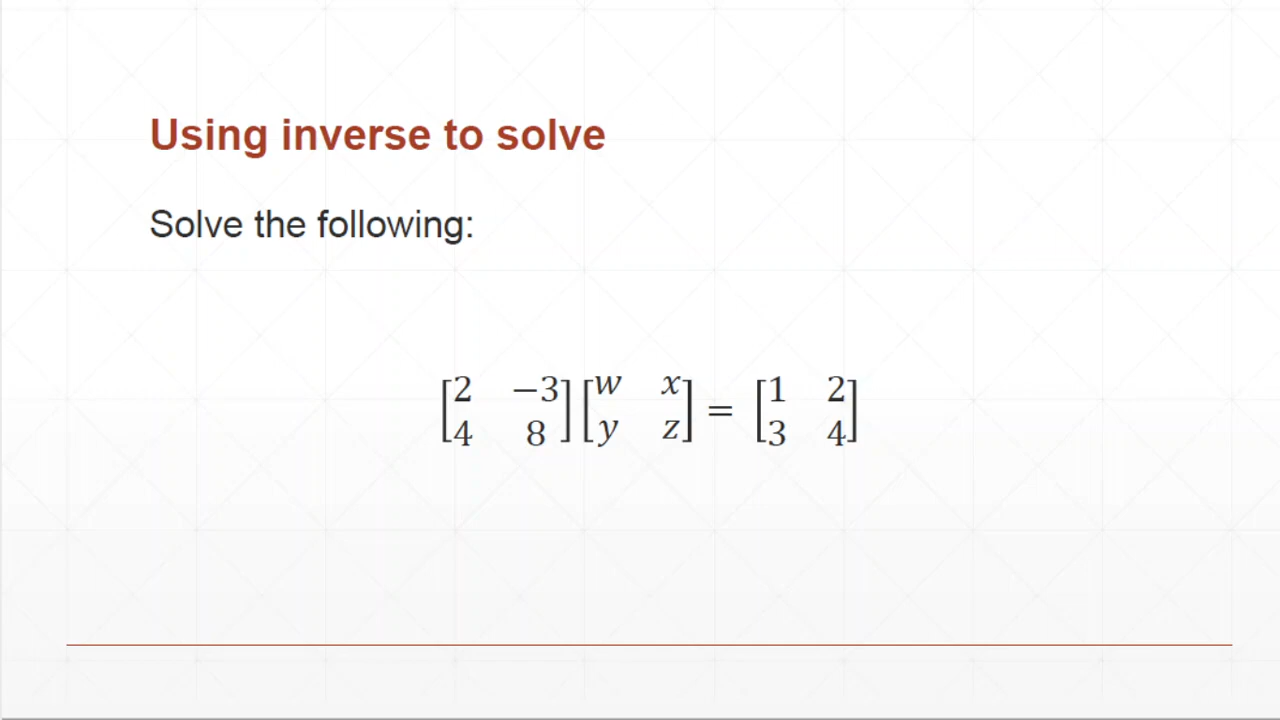 Using inverse to solve
Solve the following:
[2 −3] [w x] = [1 2]
[4 8] [y z] [3 4]